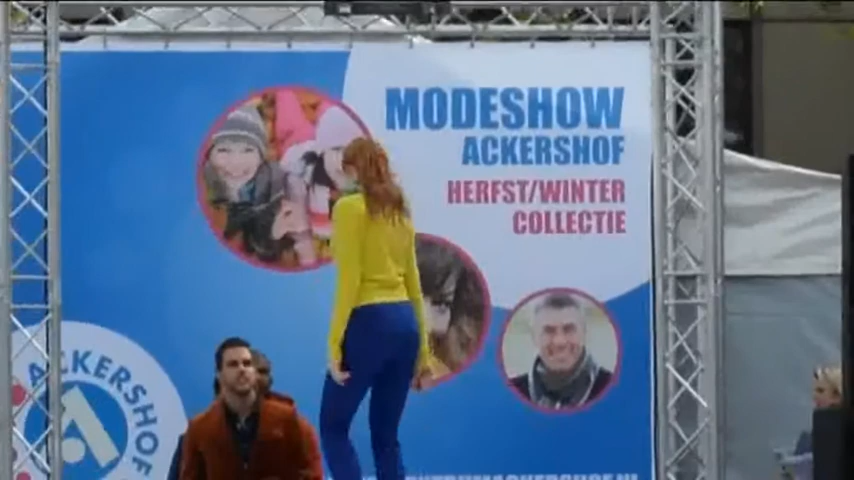 MODESHOW
ACKERSHOF
HERFST/WINTER
COLLECTIE
ACKERSHOF
A